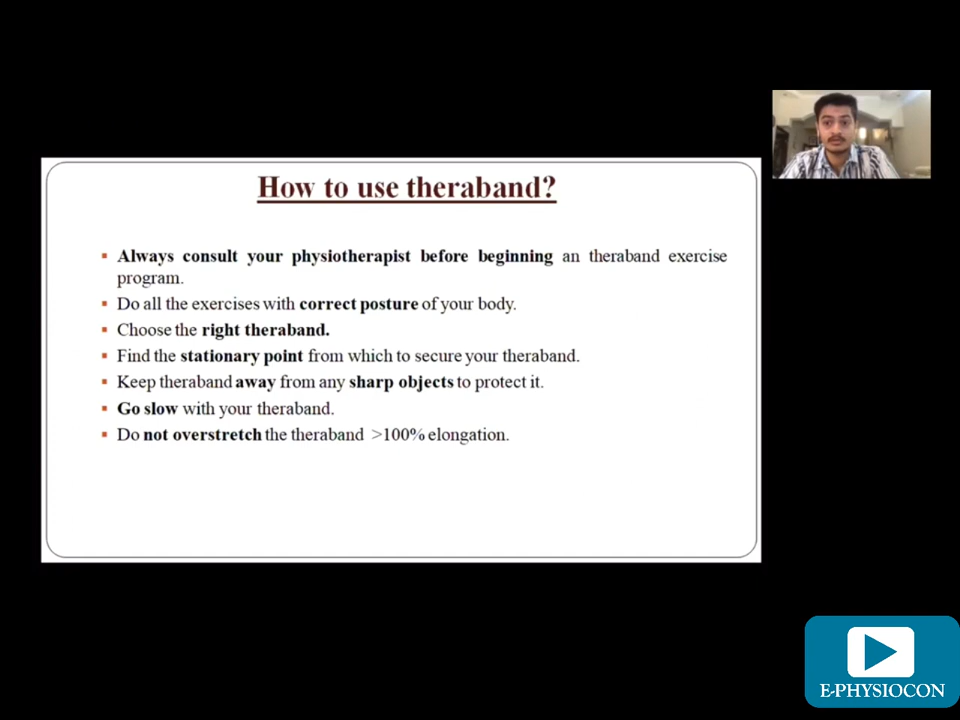 How to use theraband?
▪ Always consult your physiotherapist before beginning an theraband exercise
program.
▪ Do all the exercises with correct posture of your body.
▪ Choose the right theraband.
▪ Find the stationary point from which to secure your theraband.
▪ Keep theraband away from any sharp objects to protect it.
▪ Go slow with your theraband.
▪ Do not overstretch the theraband >100% elongation.
E-PHYSIOCON